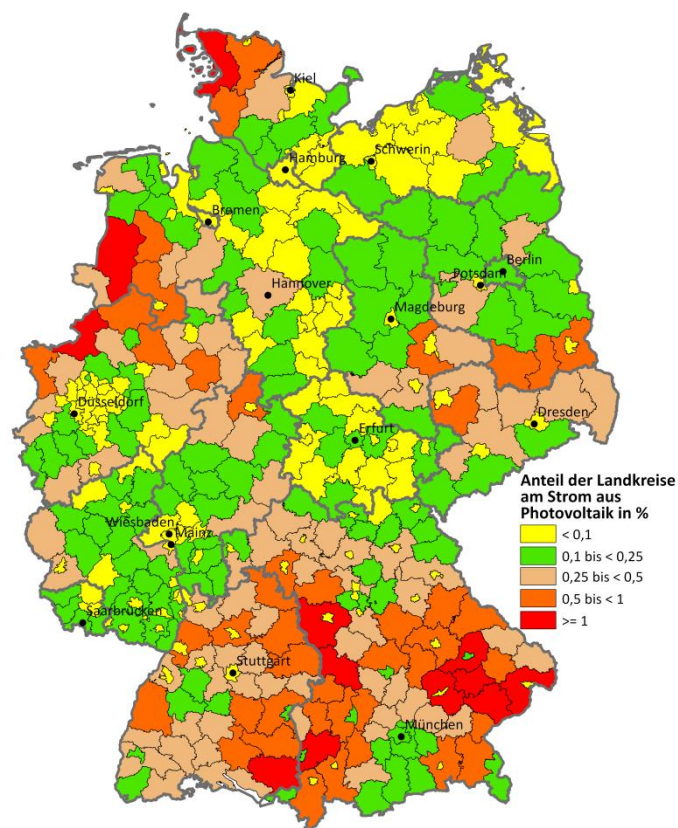 Kiel
Hamburg
Schwerin
Bremen
Berlin
Potsdam
Hannover
Magdeburg
Düsseldorf
Dresden
Erfurt
Wiesbaden
Mainz
Saarbrücken
Stuttgart
München
Anteil der Landkreise
am Strom aus
Photovoltaik in %
< 0,1
0,1 bis < 0,25
0,25 bis < 0,5
0,5 bis < 1
>= 1